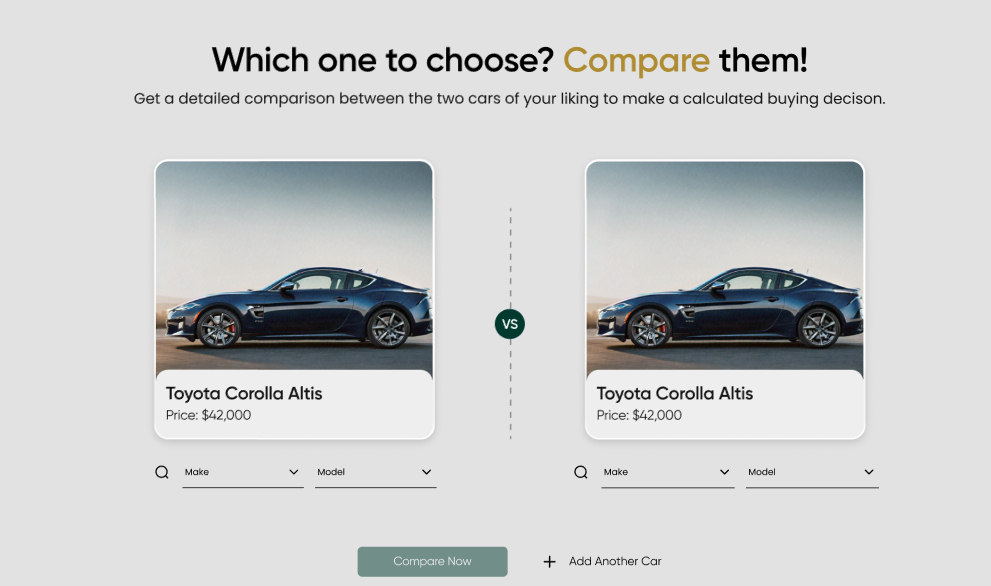 Which one to choose? Compare them!
Get a detailed comparison between the two cars of your liking to make a calculated buying decison.
VS
Toyota Corolla Altis
Price: $42,000
Toyota Corolla Altis
Price: $42,000
Make
Model
Make
Model
Compare Now
Add Another Car